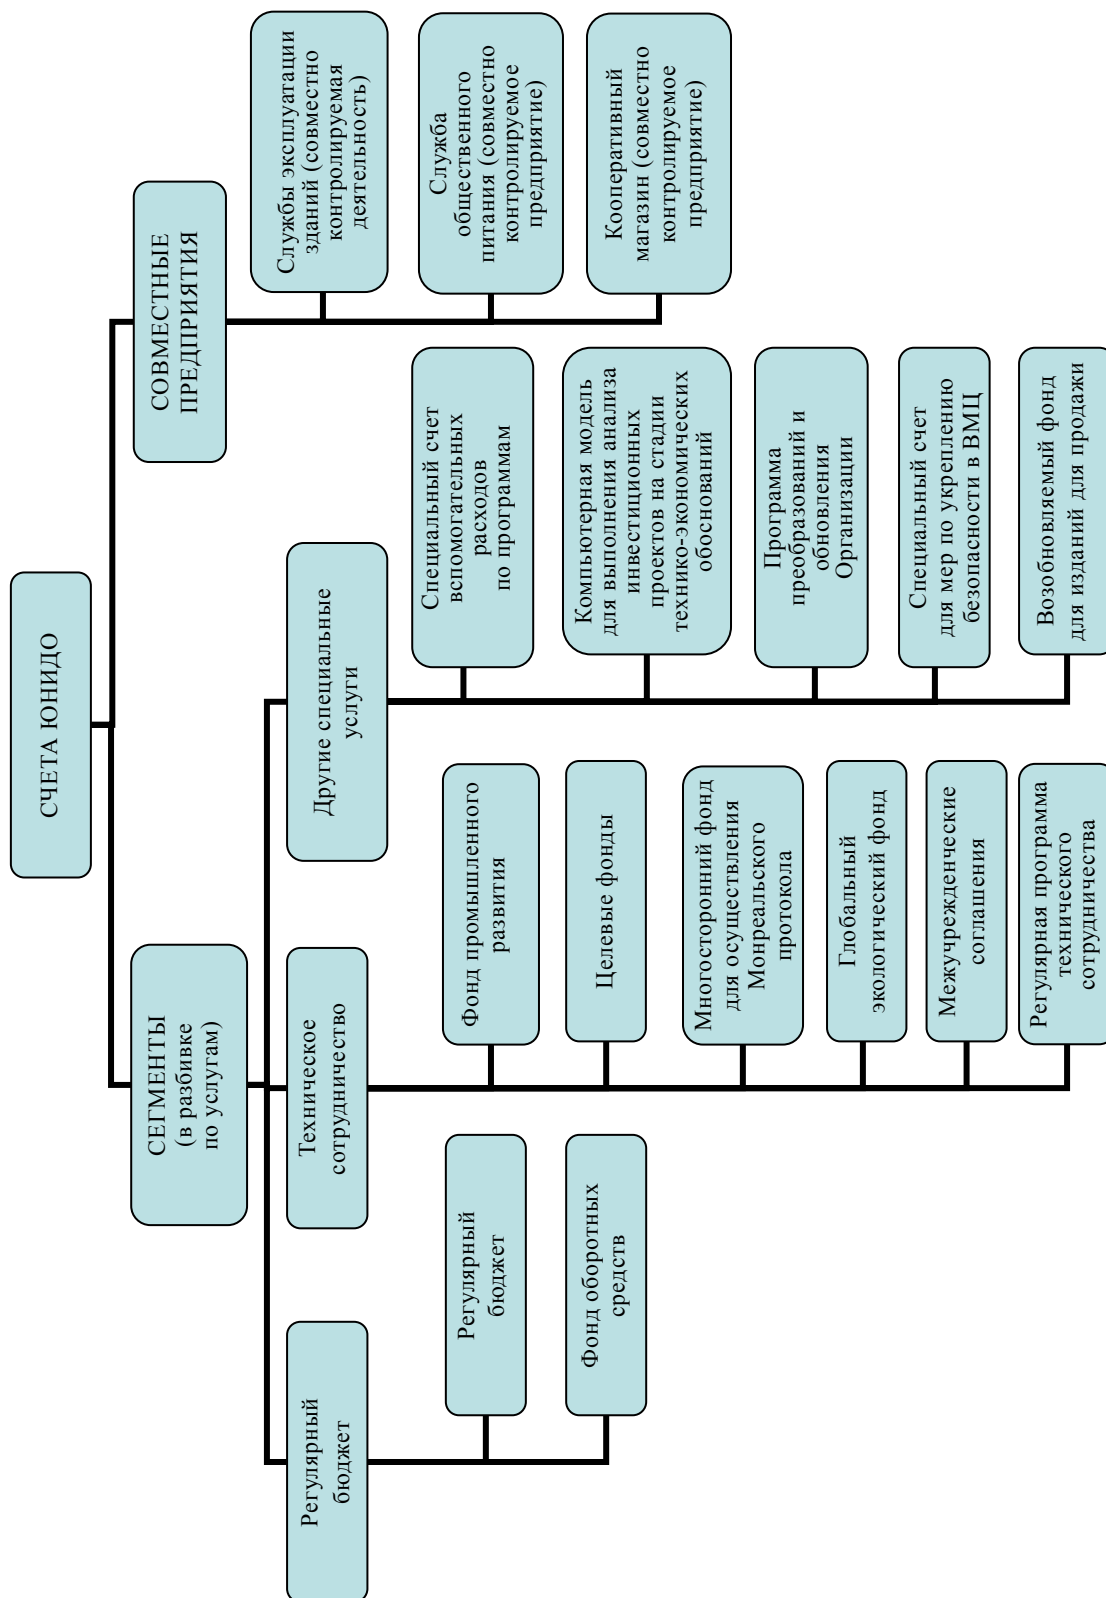 СЧЕТА ЮНИДО
СЕГМЕНТЫ
(в разбивке
по услугам)
СОВМЕСТНЫЕ
ПРЕДПРИЯТИЯ
Регулярный
бюджет
Техническое
сотрудничество
Другие специальные
услуги
Регулярный
бюджет
Фонд оборотных
средств
Фонд промышленного
развития
Целевые фонды
Многосторонний фонд
для осуществления
Монреальского
протокола
Глобальный
экологический фонд
Межучрежденческие
соглашения
Регулярная программа
технического
сотрудничества
Специальный счет
вспомогательных
расходов
по программам
Компьютерная модель
для выполнения анализа
инвестиционных
проектов на стадии
технико-экономических
обоснований
Программа
преобразований и
обновления
Организации
Специальный счет
для мер по укреплению
безопасности в ВМЦ
Возобновляемый фонд
для изданий для продажи
Службы эксплуатации
зданий (совместно
контролируемая
деятельность)
Служба
общественного
питания (совместно
контролируемое
предприятие)
Кооперативный
магазин (совместно
контролируемое
предприятие)